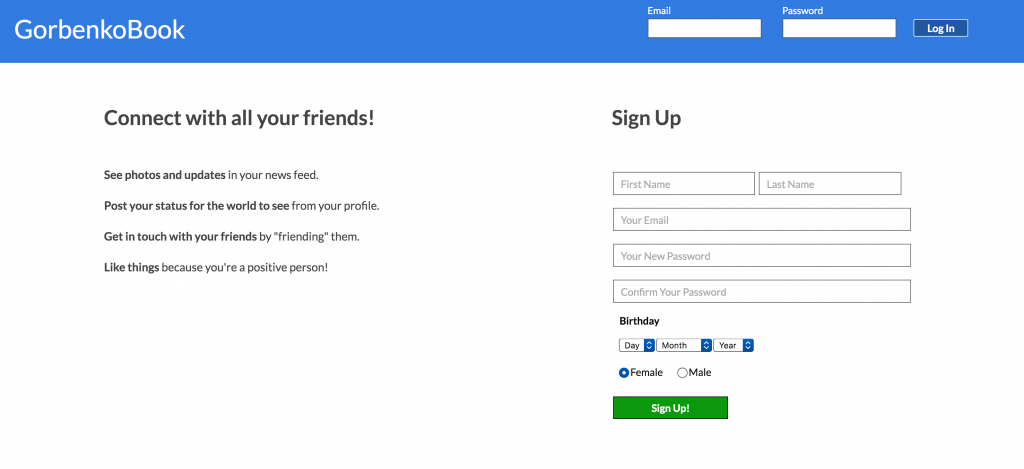 GorbenkoBook
Email
Password
Log In
Connect with all your friends!
See photos and updates in your news feed.
Post your status for the world to see from your profile.
Get in touch with your friends by "friending" them.
Like things because you're a positive person!
Sign Up
First Name
Last Name
Your Email
Your New Password
Confirm Your Password
Birthday
Day Month Year
Female Male
Sign Up!